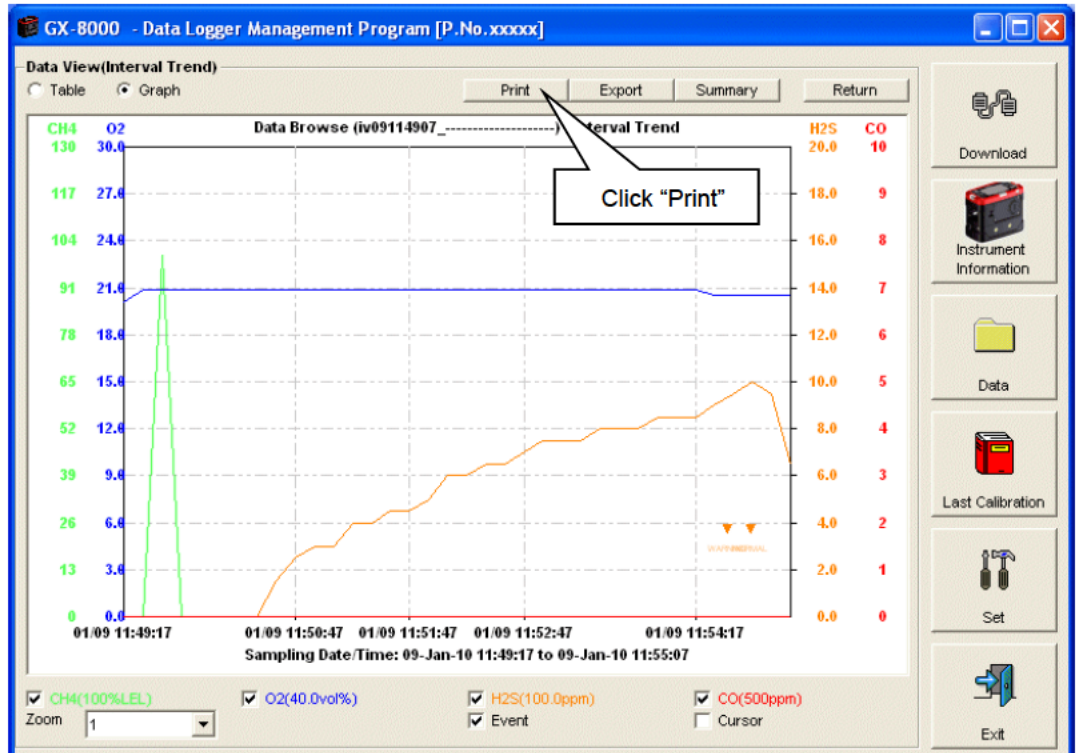 GX-8000 - Data Logger Management Program [P.No.xxxxx]
Data View(Interval Trend)
Table Graph Print Export Summary Return
CH4 O2 Data Browse (iv09114907_--------------------) terval Trend H2S CO
130 30.0 20.0 10
Click “Print”
117 27.0 18.0 9
104 24.0 16.0 8
91 21.0 14.0 7
78 18.0 12.0 6
65 15.0 10.0 5
52 12.0 8.0 4
39 9.0 6.0 3
26 6.0 4.0 2
13 3.0 2.0 1
0 0.0 0.0 0
01/09 11:49:17 01/09 11:50:47 01/09 11:51:47 01/09 11:52:47 01/09 11:54:17
Sampling Date/Time: 09-Jan-10 11:49:17 to 09-Jan-10 11:55:07
CH4(100%LEL) O2(40.0vol%) H2S(100.0ppm) CO(500ppm)
Zoom 1 Event Cursor
Download
Instrument
Information
Data
Last Calibration
Set
Exit